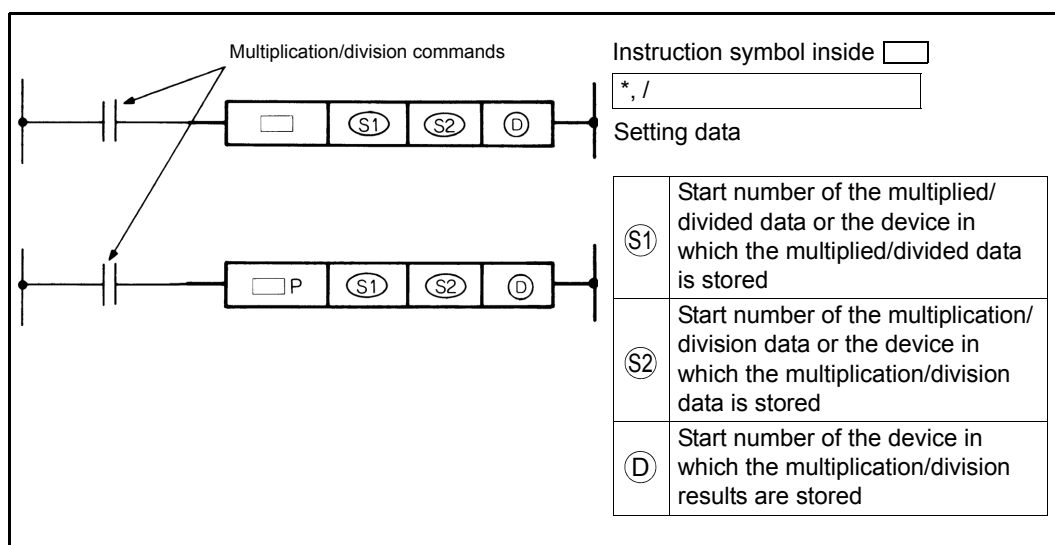 Multiplication/division commands
S1 S2 D
P S1 S2 D
Instruction symbol inside
*, /
Setting data
S1
Start number of the multiplied/
divided data or the device in
which the multiplied/divided data
is stored
S2
Start number of the multiplication/
division data or the device in
which the multiplication/division
data is stored
D
Start number of the device in
which the multiplication/division
results are stored